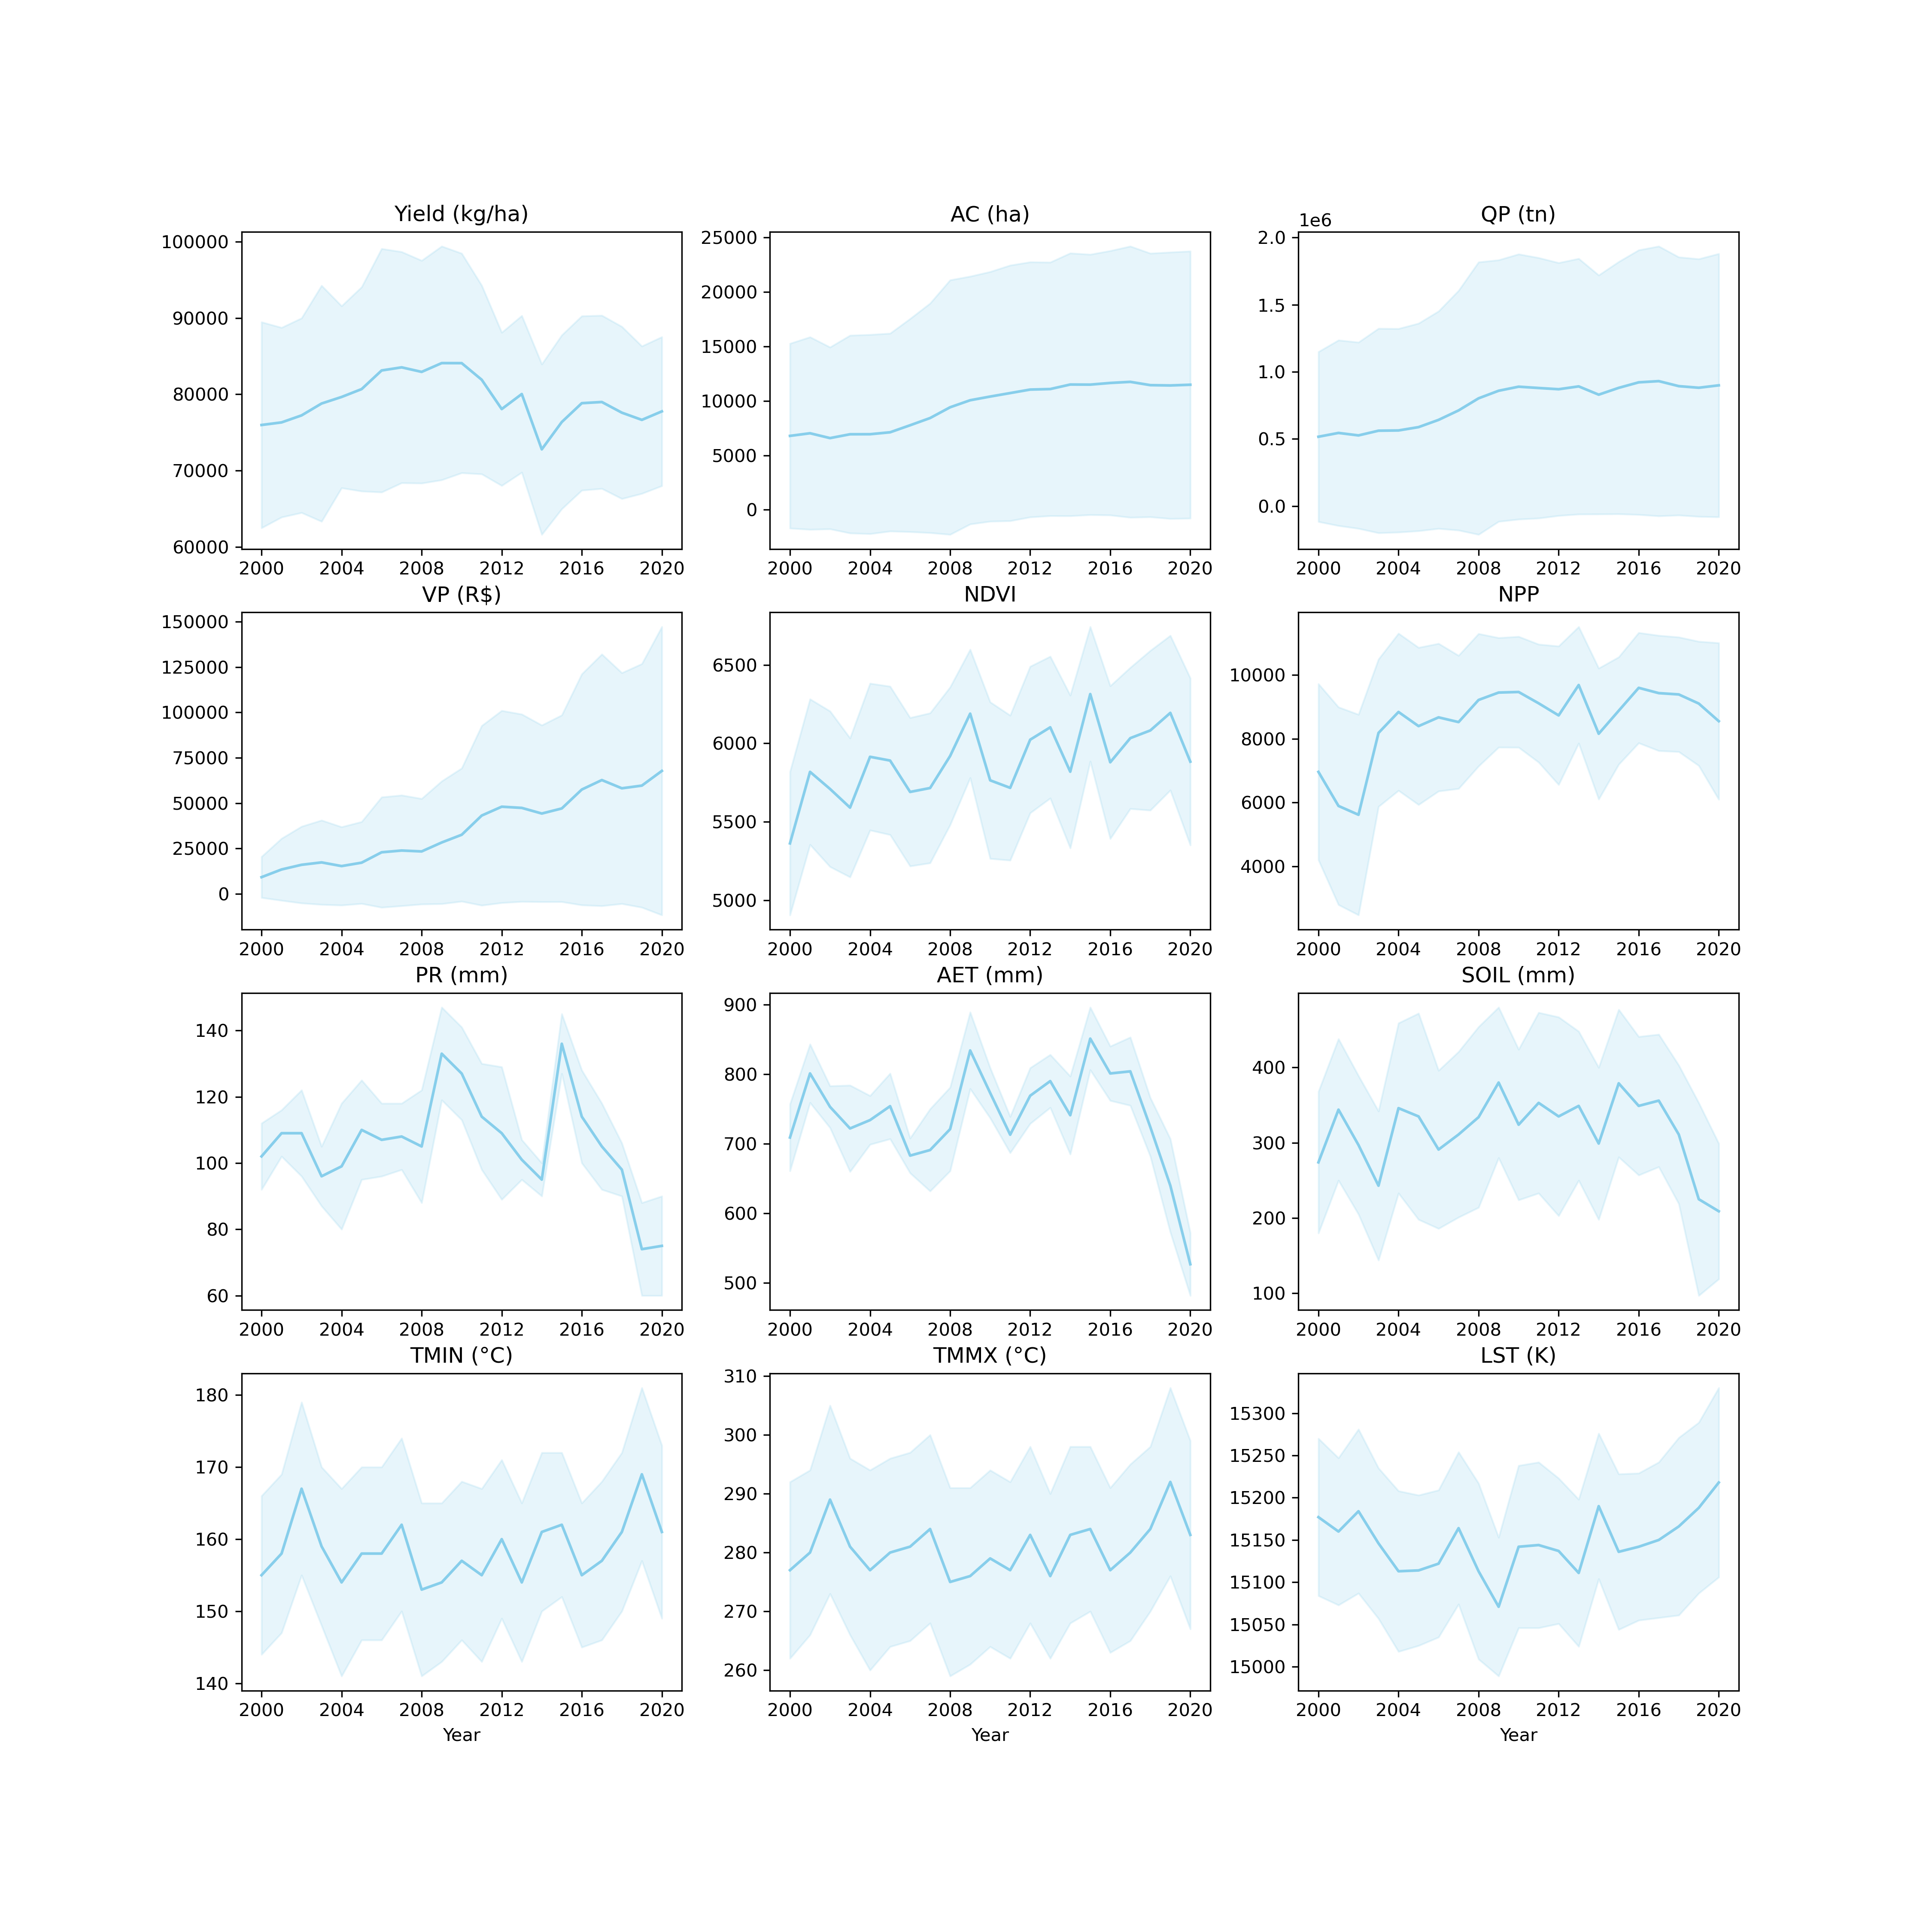 Yield (kg/ha)
100000
90000
80000
70000
60000
2000 2004 2008 2012 2016 2020
AC (ha)
25000
20000
15000
10000
5000
0
2000 2004 2008 2012 2016 2020
QP (tn)
1e6
2.0
1.5
1.0
0.5
0.0
2000 2004 2008 2012 2016 2020
VP (R$)
150000
125000
100000
75000
50000
25000
0
2000 2004 2008 2012 2016 2020
NDVI
6500
6000
5500
5000
2000 2004 2008 2012 2016 2020
NPP
10000
8000
6000
4000
2000 2004 2008 2012 2016 2020
PR (mm)
140
120
100
80
60
2000 2004 2008 2012 2016 2020
AET (mm)
900
800
700
600
500
2000 2004 2008 2012 2016 2020
SOIL (mm)
400
300
200
100
2000 2004 2008 2012 2016 2020
TMIN (°C)
180
170
160
150
140
2000 2004 2008 2012 2016 2020
Year
TMMX (°C)
310
300
290
280
270
260
2000 2004 2008 2012 2016 2020
Year
LST (K)
15300
15250
15200
15150
15100
15050
15000
2000 2004 2008 2012 2016 2020
Year